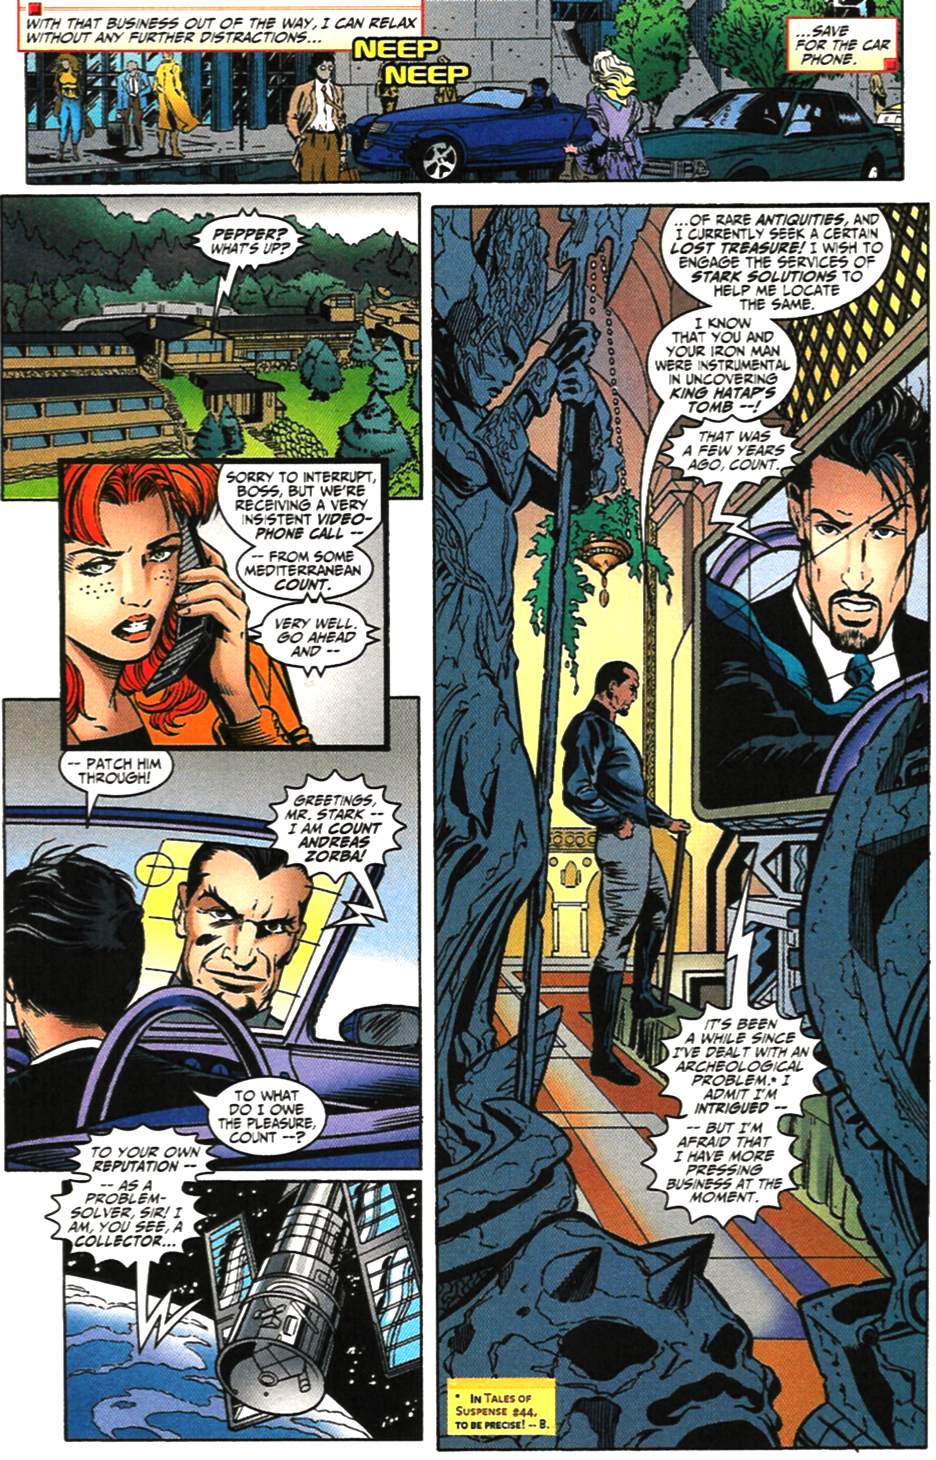 WITH THAT BUSINESS OUT OF THE WAY, I CAN RELAX
WITHOUT ANY FURTHER DISTRACTIONS...
NEEP
NEEP
...SAVE
FOR THE CAR
PHONE.
PEPPER?
WHAT'S UP?
SORRY TO INTERRUPT,
BOSS, BUT WE'RE
RECEIVING A VERY
INSISTENT VIDEO-
PHONE CALL --
-- FROM SOME
MEDITERRANEAN
COUNT.
VERY WELL.
GO AHEAD
AND --
-- PATCH HIM
THROUGH!
GREETINGS,
MR. STARK --
I AM COUNT
ANDREAS
ZORBA!
TO WHAT
DO I OWE
THE PLEASURE,
COUNT --?
TO YOUR OWN
REPUTATION --
-- AS A
PROBLEM-
SOLVER, SIR! I
AM, YOU SEE, A
COLLECTOR...
...OF RARE ANTIQUITIES, AND
I CURRENTLY SEEK A CERTAIN
LOST TREASURE! I WISH TO
ENGAGE THE SERVICES OF
STARK SOLUTIONS TO
HELP ME LOCATE
THE SAME.
I KNOW
THAT YOU AND
YOUR IRON MAN
WERE INSTRUMENTAL
IN UNCOVERING
KING HATAP'S
TOMB --!
THAT WAS
A FEW YEARS
AGO, COUNT.
IT'S BEEN
A WHILE SINCE
I'VE DEALT WITH AN
ARCHEOLOGICAL
PROBLEM.* I
ADMIT I'M
INTRIGUED --
-- BUT I'M
AFRAID THAT
I HAVE MORE
PRESSING
BUSINESS AT THE
MOMENT.
* IN TALES OF
SUSPENSE #44,
TO BE PRECISE! -- B.